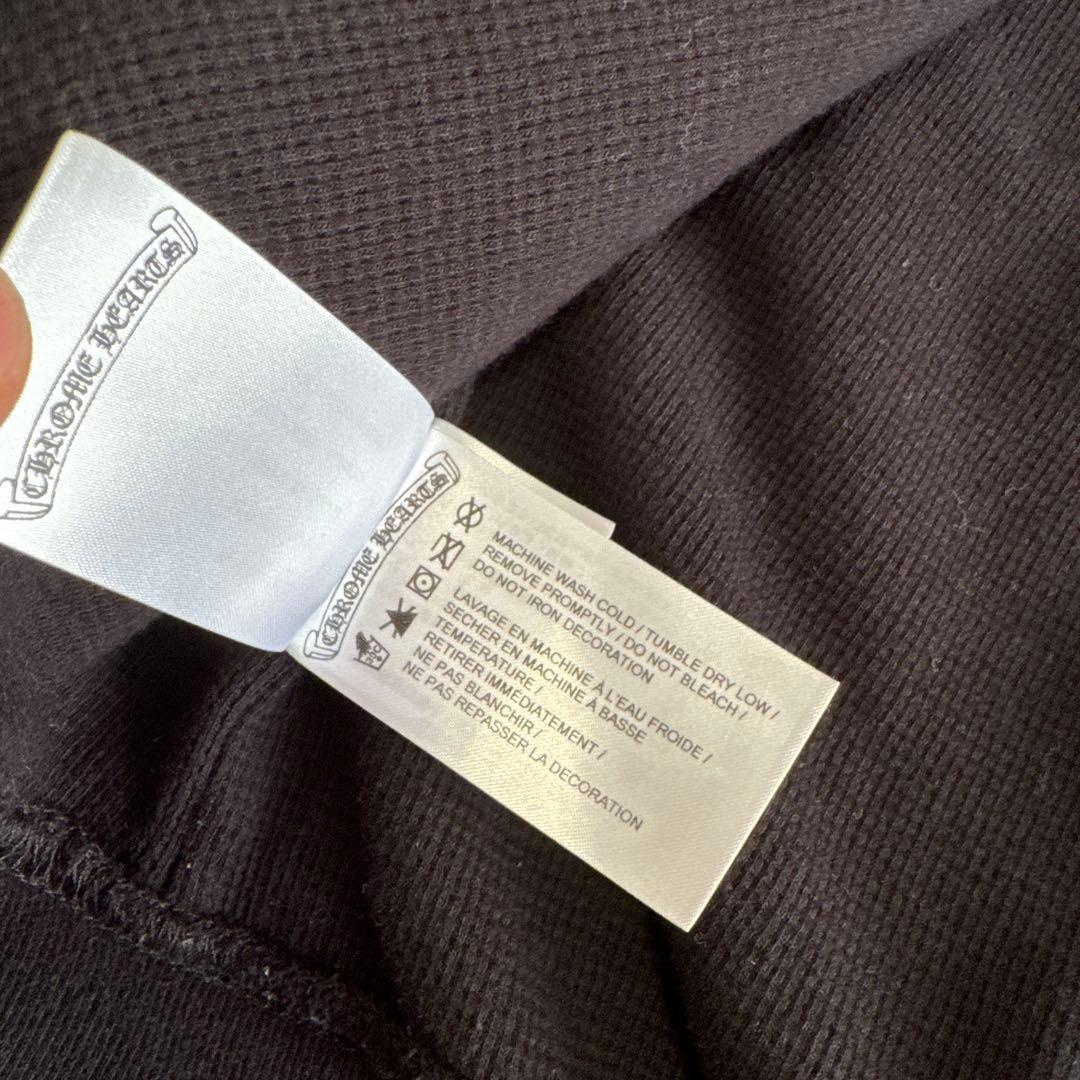 CHROME HEARTS
CHROME HEARTS
MACHINE WASH COLD / TUMBLE DRY LOW /
REMOVE PROMPTLY / DO NOT BLEACH /
DO NOT IRON DECORATION
LAVAGE EN MACHINE À L'EAU FROIDE /
SECHER EN MACHINE À BASSE
TEMPERATURE /
RETIRER IMMÉDIATEMENT /
NE PAS BLANCHIR /
NE PAS REPASSER LA DECORATION